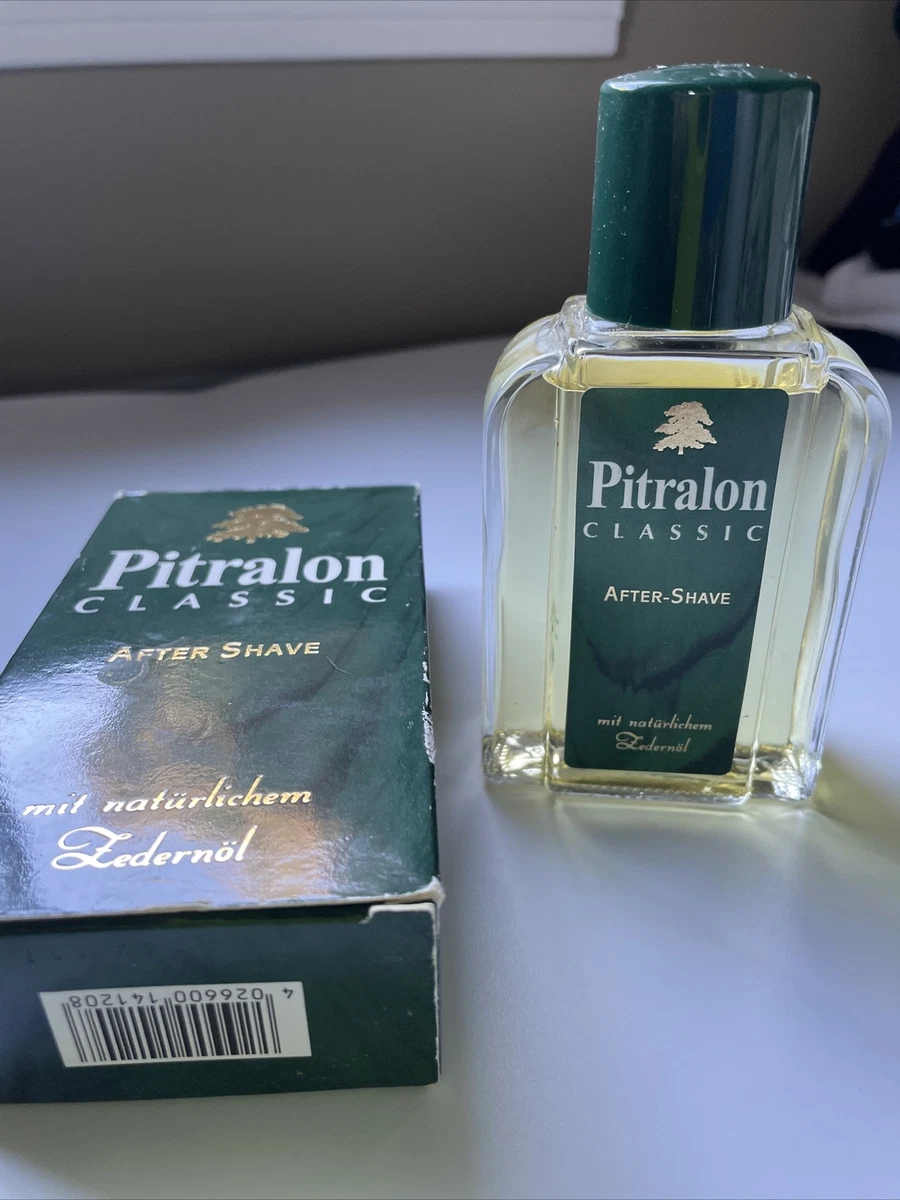 Pitralon
CLASSIC
AFTER SHAVE
mit natürlichem
Zedernöl
4 026600 141208
Pitralon
CLASSIC
AFTER-SHAVE
mit natürlichem
Zedernöl